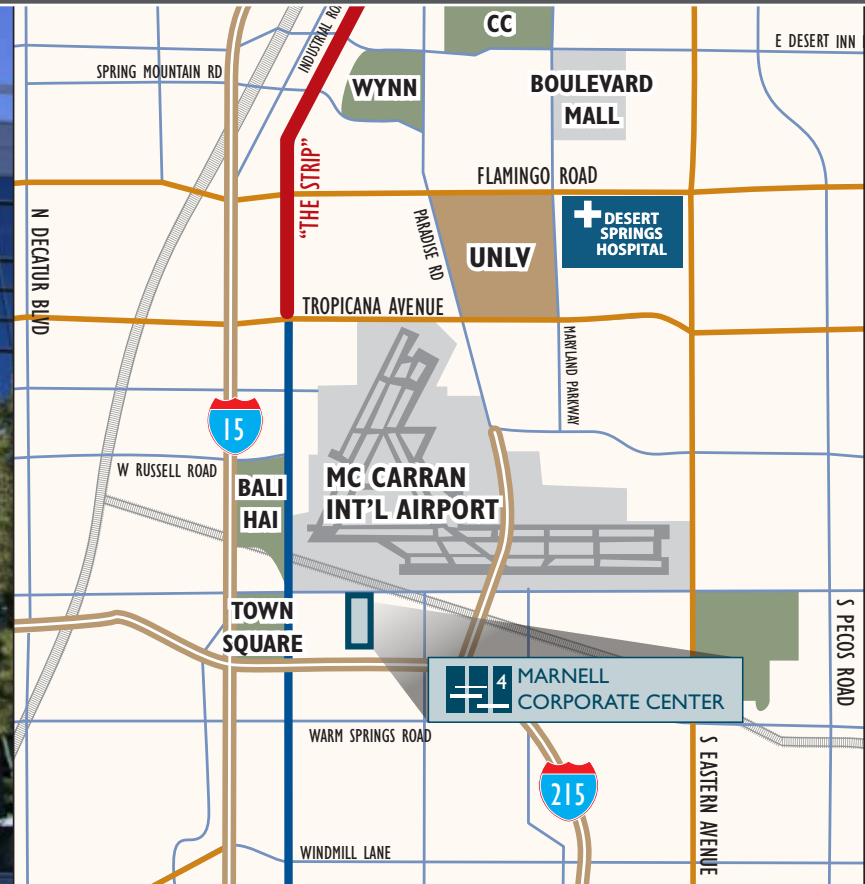 CC
INDUSTRIAL
E DESERT INN
SPRING MOUNTAIN RD
WYNN
BOULEVARD
MALL
FLAMINGO ROAD
"THE STRIP"
N DECATUR BLVD
PARADISE RD
UNLV
DESERT
SPRINGS
HOSPITAL
TROPICANA AVENUE
MARYLAND PARKWAY
15
W RUSSELL ROAD
BALI
HAI
MC CARRAN
INT'L AIRPORT
TOWN
SQUARE
S PECOS ROAD
4
MARNELL
CORPORATE CENTER
WARM SPRINGS ROAD
S EASTERN AVENUE
215
WINDMILL LANE